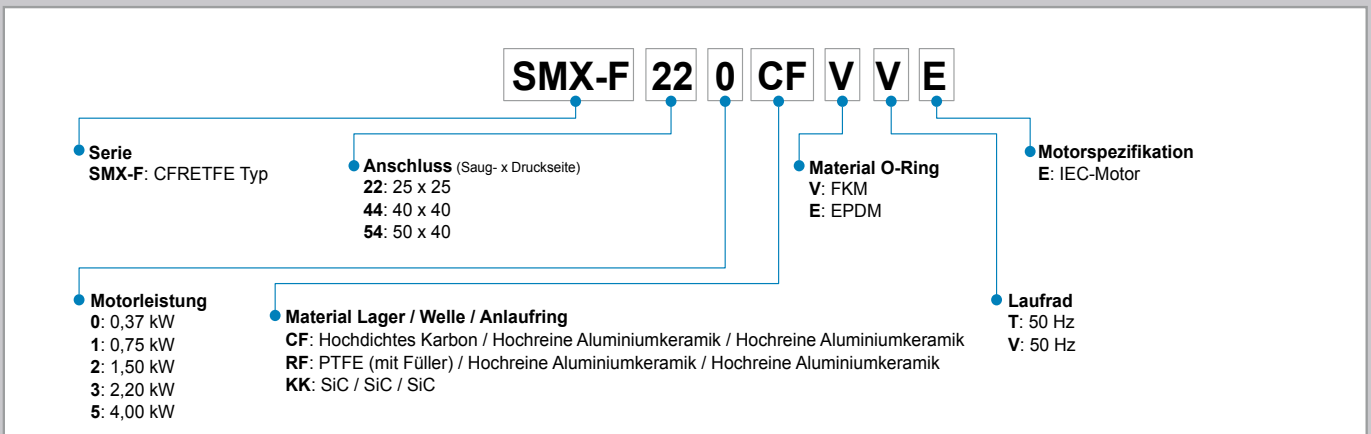 SMX-F 22 0 CF V V E
Serie
SMX-F: CFRETFE Typ
Anschluss (Saug- x Druckseite)
22: 25 x 25
44: 40 x 40
54: 50 x 40
Material O-Ring
V: FKM
E: EPDM
Motorspezifikation
E: IEC-Motor
Motorleistung
0: 0,37 kW
1: 0,75 kW
2: 1,50 kW
3: 2,20 kW
5: 4,00 kW
Material Lager / Welle / Anlaufring
CF: Hochdichtes Karbon / Hochreine Aluminiumkeramik / Hochreine Aluminiumkeramik
RF: PTFE (mit Füller) / Hochreine Aluminiumkeramik / Hochreine Aluminiumkeramik
KK: SiC / SiC / SiC
Laufrad
T: 50 Hz
V: 50 Hz